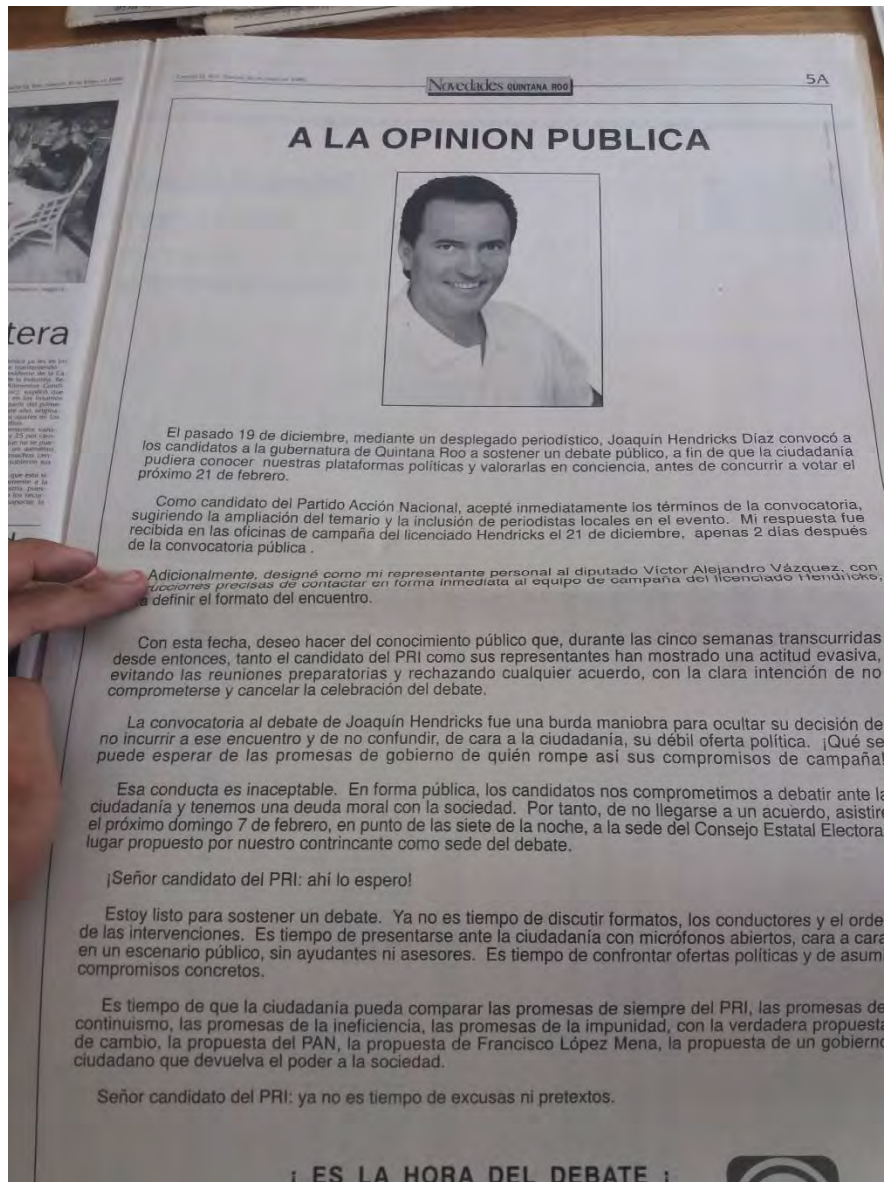 Novedades QUINTANA ROO
5A
A LA OPINION PUBLICA
tera
El pasado 19 de diciembre, mediante un desplegado periodístico, Joaquín Hendricks Díaz convocó a
los candidatos a la gubernatura de Quintana Roo a sostener un debate público, a fin de que la ciudadanía
pudiera conocer nuestras plataformas políticas y valorarlas en conciencia, antes de concurrir a votar el
próximo 21 de febrero.
Como candidato del Partido Acción Nacional, acepté inmediatamente los términos de la convocatoria,
sugiriendo la ampliación del temario y la inclusión de periodistas locales en el evento. Mi respuesta fue
recibida en las oficinas de campaña del licenciado Hendricks el 21 de diciembre, apenas 2 días después
de la convocatoria pública .
Adicionalmente, designé como mi representante personal al diputado Víctor Alejandro Vázquez, con
rucciones precisas de contactar en forma inmediata al equipo de campaña del licenciado Hendricks,
a definir el formato del encuentro.
Con esta fecha, deseo hacer del conocimiento público que, durante las cinco semanas transcurridas
desde entonces, tanto el candidato del PRI como sus representantes han mostrado una actitud evasiva,
evitando las reuniones preparatorias y rechazando cualquier acuerdo, con la clara intención de no
comprometerse y cancelar la celebración del debate.
La convocatoria al debate de Joaquín Hendricks fue una burda maniobra para ocultar su decisión de
no incurrir a ese encuentro y de no confundir, de cara a la ciudadanía, su débil oferta política. ¡Qué se
puede esperar de las promesas de gobierno de quién rompe así sus compromisos de campaña!
Esa conducta es inaceptable. En forma pública, los candidatos nos comprometimos a debatir ante la
ciudadanía y tenemos una deuda moral con la sociedad. Por tanto, de no llegarse a un acuerdo, asistiré
el próximo domingo 7 de febrero, en punto de las siete de la noche, a la sede del Consejo Estatal Electora
lugar propuesto por nuestro contrincante como sede del debate.
¡Señor candidato del PRI: ahí lo espero!
Estoy listo para sostener un debate. Ya no es tiempo de discutir formatos, los conductores y el orde
de las intervenciones. Es tiempo de presentarse ante la ciudadanía con micrófonos abiertos, cara a cara
en un escenario público, sin ayudantes ni asesores. Es tiempo de confrontar ofertas políticas y de asum
compromisos concretos.
Es tiempo de que la ciudadanía pueda comparar las promesas de siempre del PRI, las promesas de
continuismo, las promesas de la ineficiencia, las promesas de la impunidad, con la verdadera propuesta
de cambio, la propuesta del PAN, la propuesta de Francisco López Mena, la propuesta de un gobierno
ciudadano que devuelva el poder a la sociedad.
Señor candidato del PRI: ya no es tiempo de excusas ni pretextos.
¡ ES LA HORA DEL DEBATE !